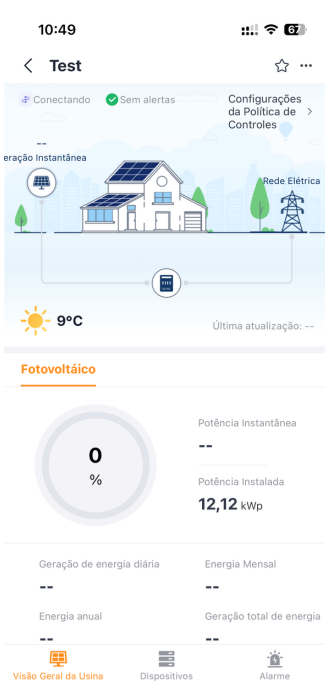 10:49
67
Test
Conectando
Sem alertas
Configurações
da Política de
Controles
--
eração Instantânea
Rede Elétrica
9°C
Última atualização: --
Fotovoltáico
0
%
Potência Instantânea
--
Potência Instalada
12,12 kWp
Geração de energia diária
Energia Mensal
--
--
Energia anual
Geração total de energia
--
--
Visão Geral da Usina
Dispositivos
Alarme